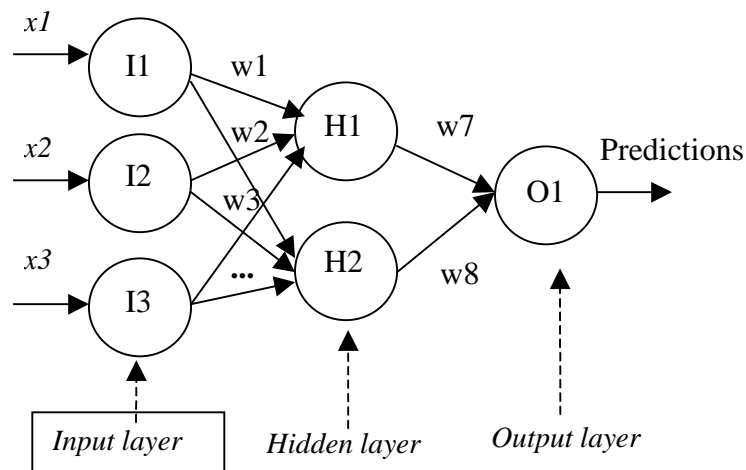 x1
I1
w1
H1
w7
x2
w2
I2
Predictions
O1
w3
x3
...
H2
w8
I3
Input layer
Hidden layer
Output layer